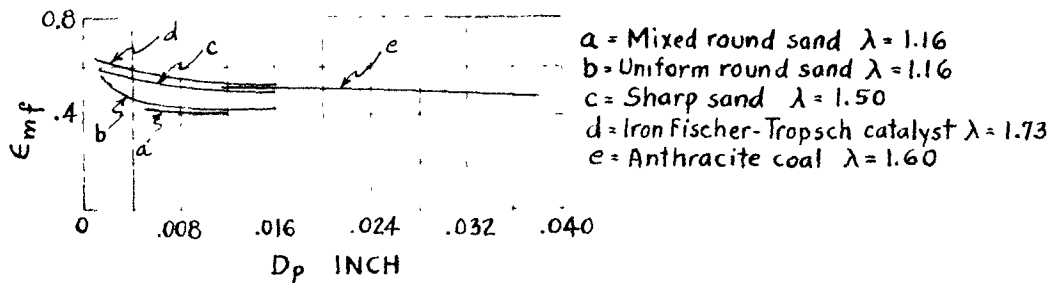 0.8
.4
εmf
0 .008 .016 .024 .032 .040
Dp INCH
d
c
e
b
a
a = Mixed round sand λ = 1.16
b = Uniform round sand λ = 1.16
c = Sharp sand λ = 1.50
d = Iron Fischer-Tropsch catalyst λ = 1.73
e = Anthracite coal λ = 1.60